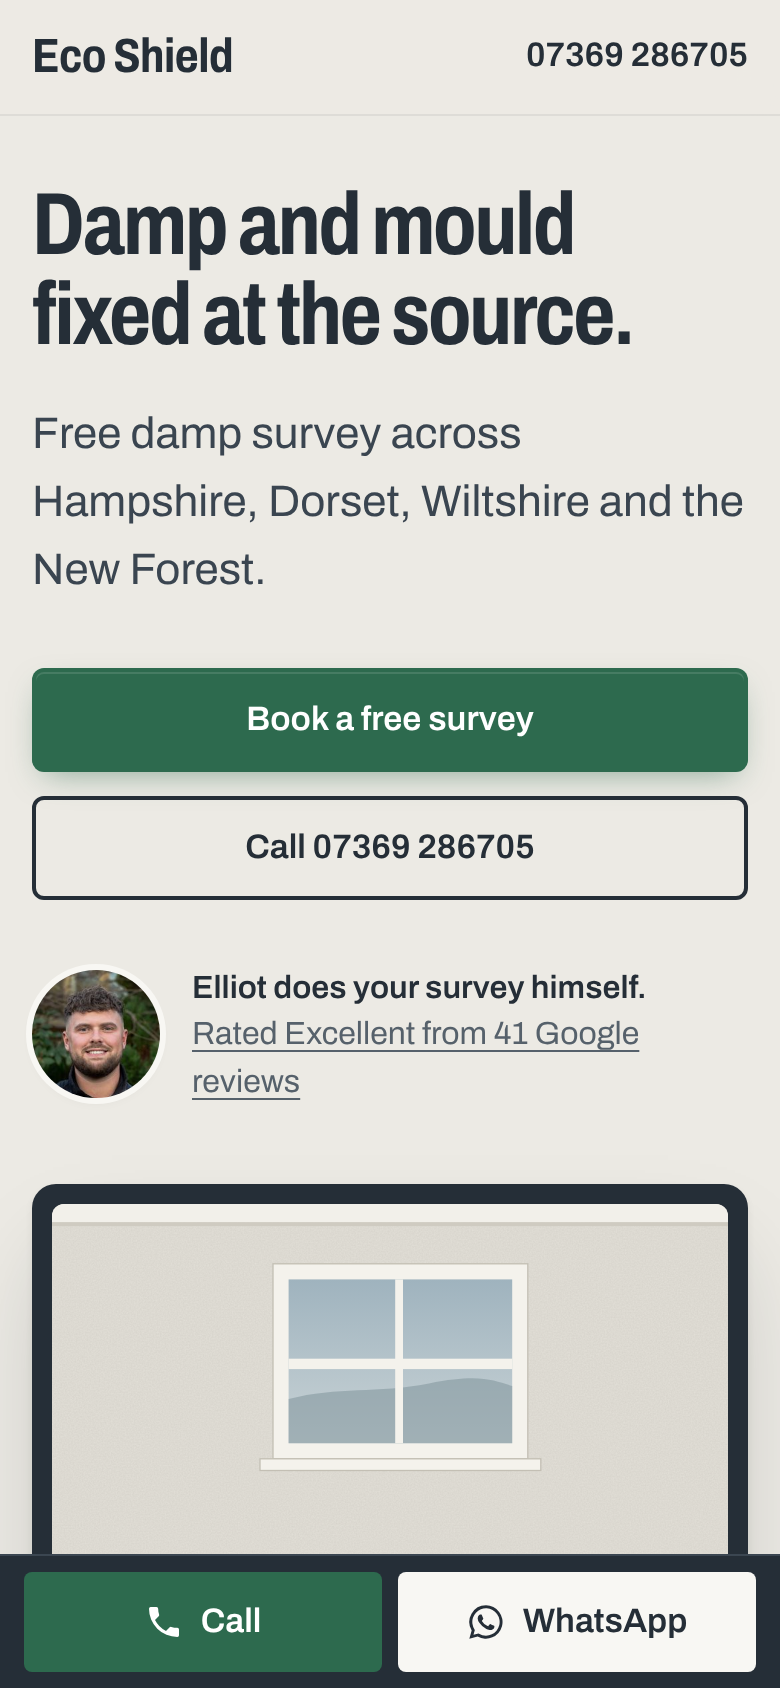 Eco Shield
07369 286705
Damp and mould
fixed at the source.
Free damp survey across
Hampshire, Dorset, Wiltshire and the
New Forest.
Book a free survey
Call 07369 286705
Elliot does your survey himself.
Rated Excellent from 41 Google
reviews
Call
WhatsApp